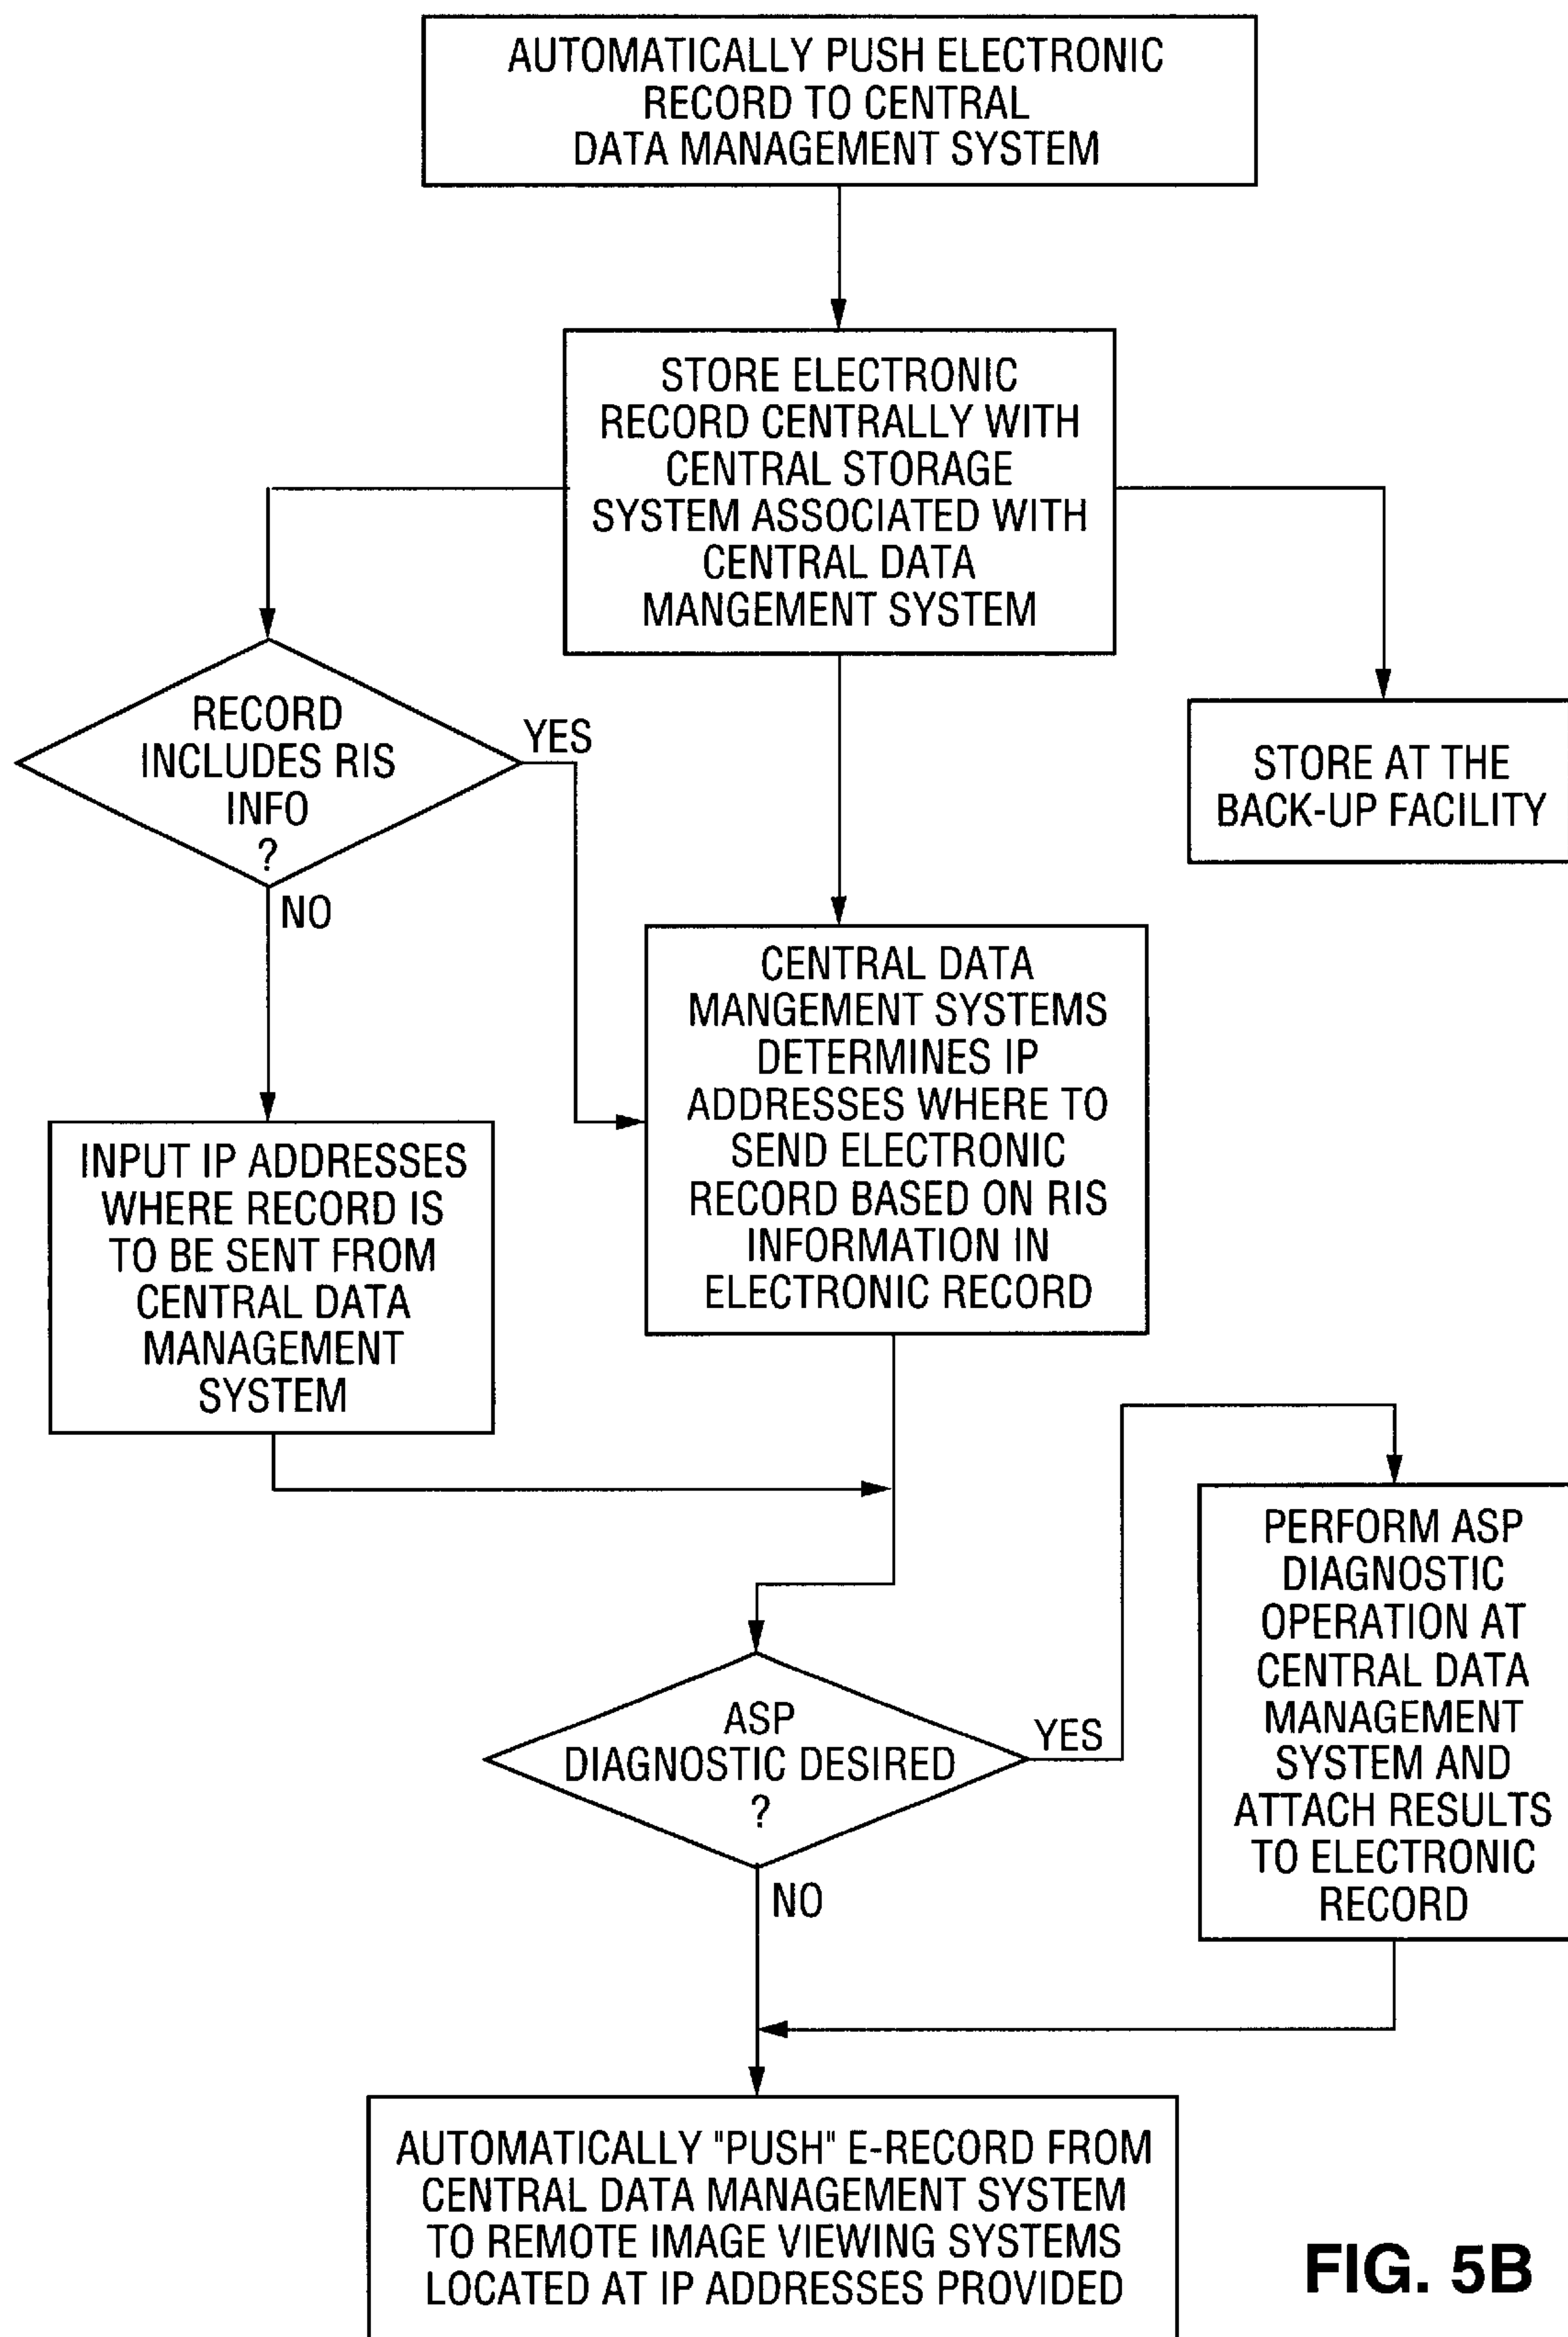 AUTOMATICALLY PUSH ELECTRONIC
RECORD TO CENTRAL
DATA MANAGEMENT SYSTEM
STORE ELECTRONIC
RECORD CENTRALLY WITH
CENTRAL STORAGE
SYSTEM ASSOCIATED WITH
CENTRAL DATA
MANGEMENT SYSTEM
RECORD
INCLUDES RIS
INFO
?
YES
NO
STORE AT THE
BACK-UP FACILITY
CENTRAL DATA
MANGEMENT SYSTEMS
DETERMINES IP
ADDRESSES WHERE TO
SEND ELECTRONIC
RECORD BASED ON RIS
INFORMATION IN
ELECTRONIC RECORD
INPUT IP ADDRESSES
WHERE RECORD IS
TO BE SENT FROM
CENTRAL DATA
MANAGEMENT
SYSTEM
ASP
DIAGNOSTIC DESIRED
?
YES
NO
PERFORM ASP
DIAGNOSTIC
OPERATION AT
CENTRAL DATA
MANAGEMENT
SYSTEM AND
ATTACH RESULTS
TO ELECTRONIC
RECORD
AUTOMATICALLY "PUSH" E-RECORD FROM
CENTRAL DATA MANAGEMENT SYSTEM
TO REMOTE IMAGE VIEWING SYSTEMS
LOCATED AT IP ADDRESSES PROVIDED
FIG. 5B